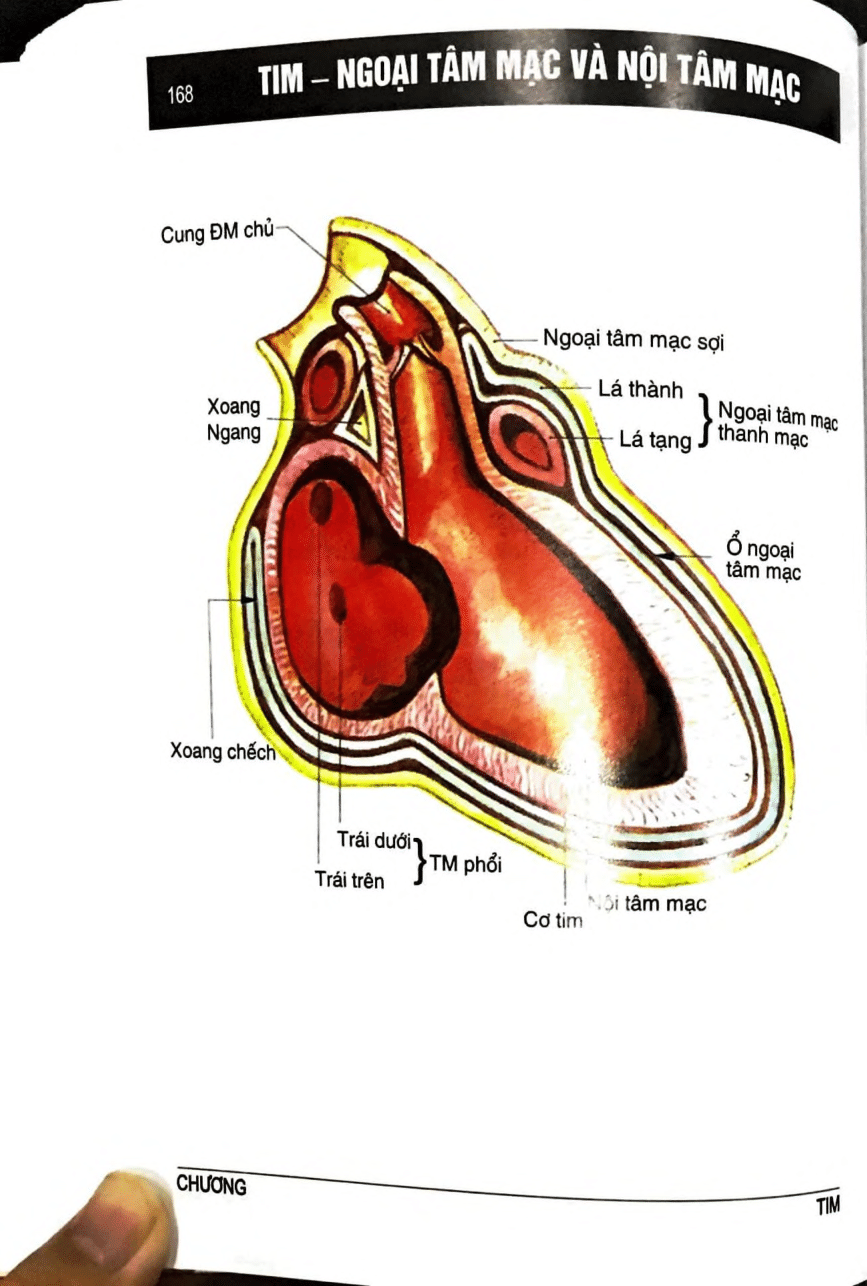 168
TIM – NGOẠI TÂM MẠC VÀ NỘI TÂM MẠC
Cung ĐM chủ
Ngoại tâm mạc sợi
Lá thành
Lá tạng
Ngoại tâm mạc
thanh mạc
Xoang
Ngang
Ổ ngoại
tâm mạc
Xoang chếch
Trái dưới
Trái trên
TM phổi
Nội tâm mạc
Cơ tim
CHƯƠNG
TIM